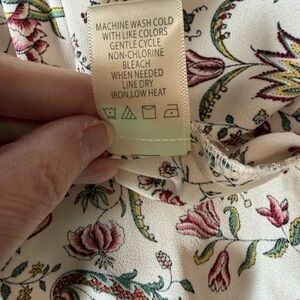 MACHINE WASH COLD
WITH LIKE COLORS
GENTLE CYCLE
NON-CHLORINE
BLEACH
WHEN NEEDED
LINE DRY
IRON,LOW HEAT